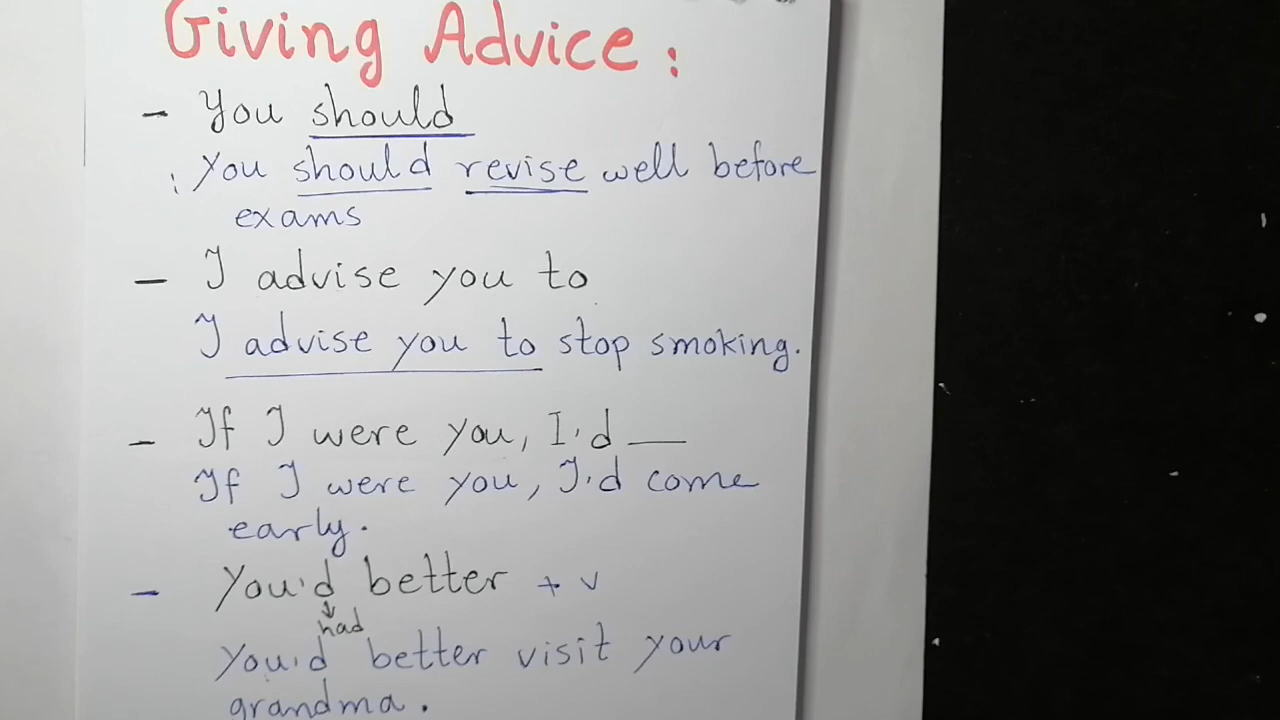 Giving Advice :
- You should
: You should revise well before
exams
- I advise you to
I advise you to stop smoking.
- If I were you, I'd __
If I were you, I'd come
early.
- You'd better + v
had
You'd better visit your
grandma.